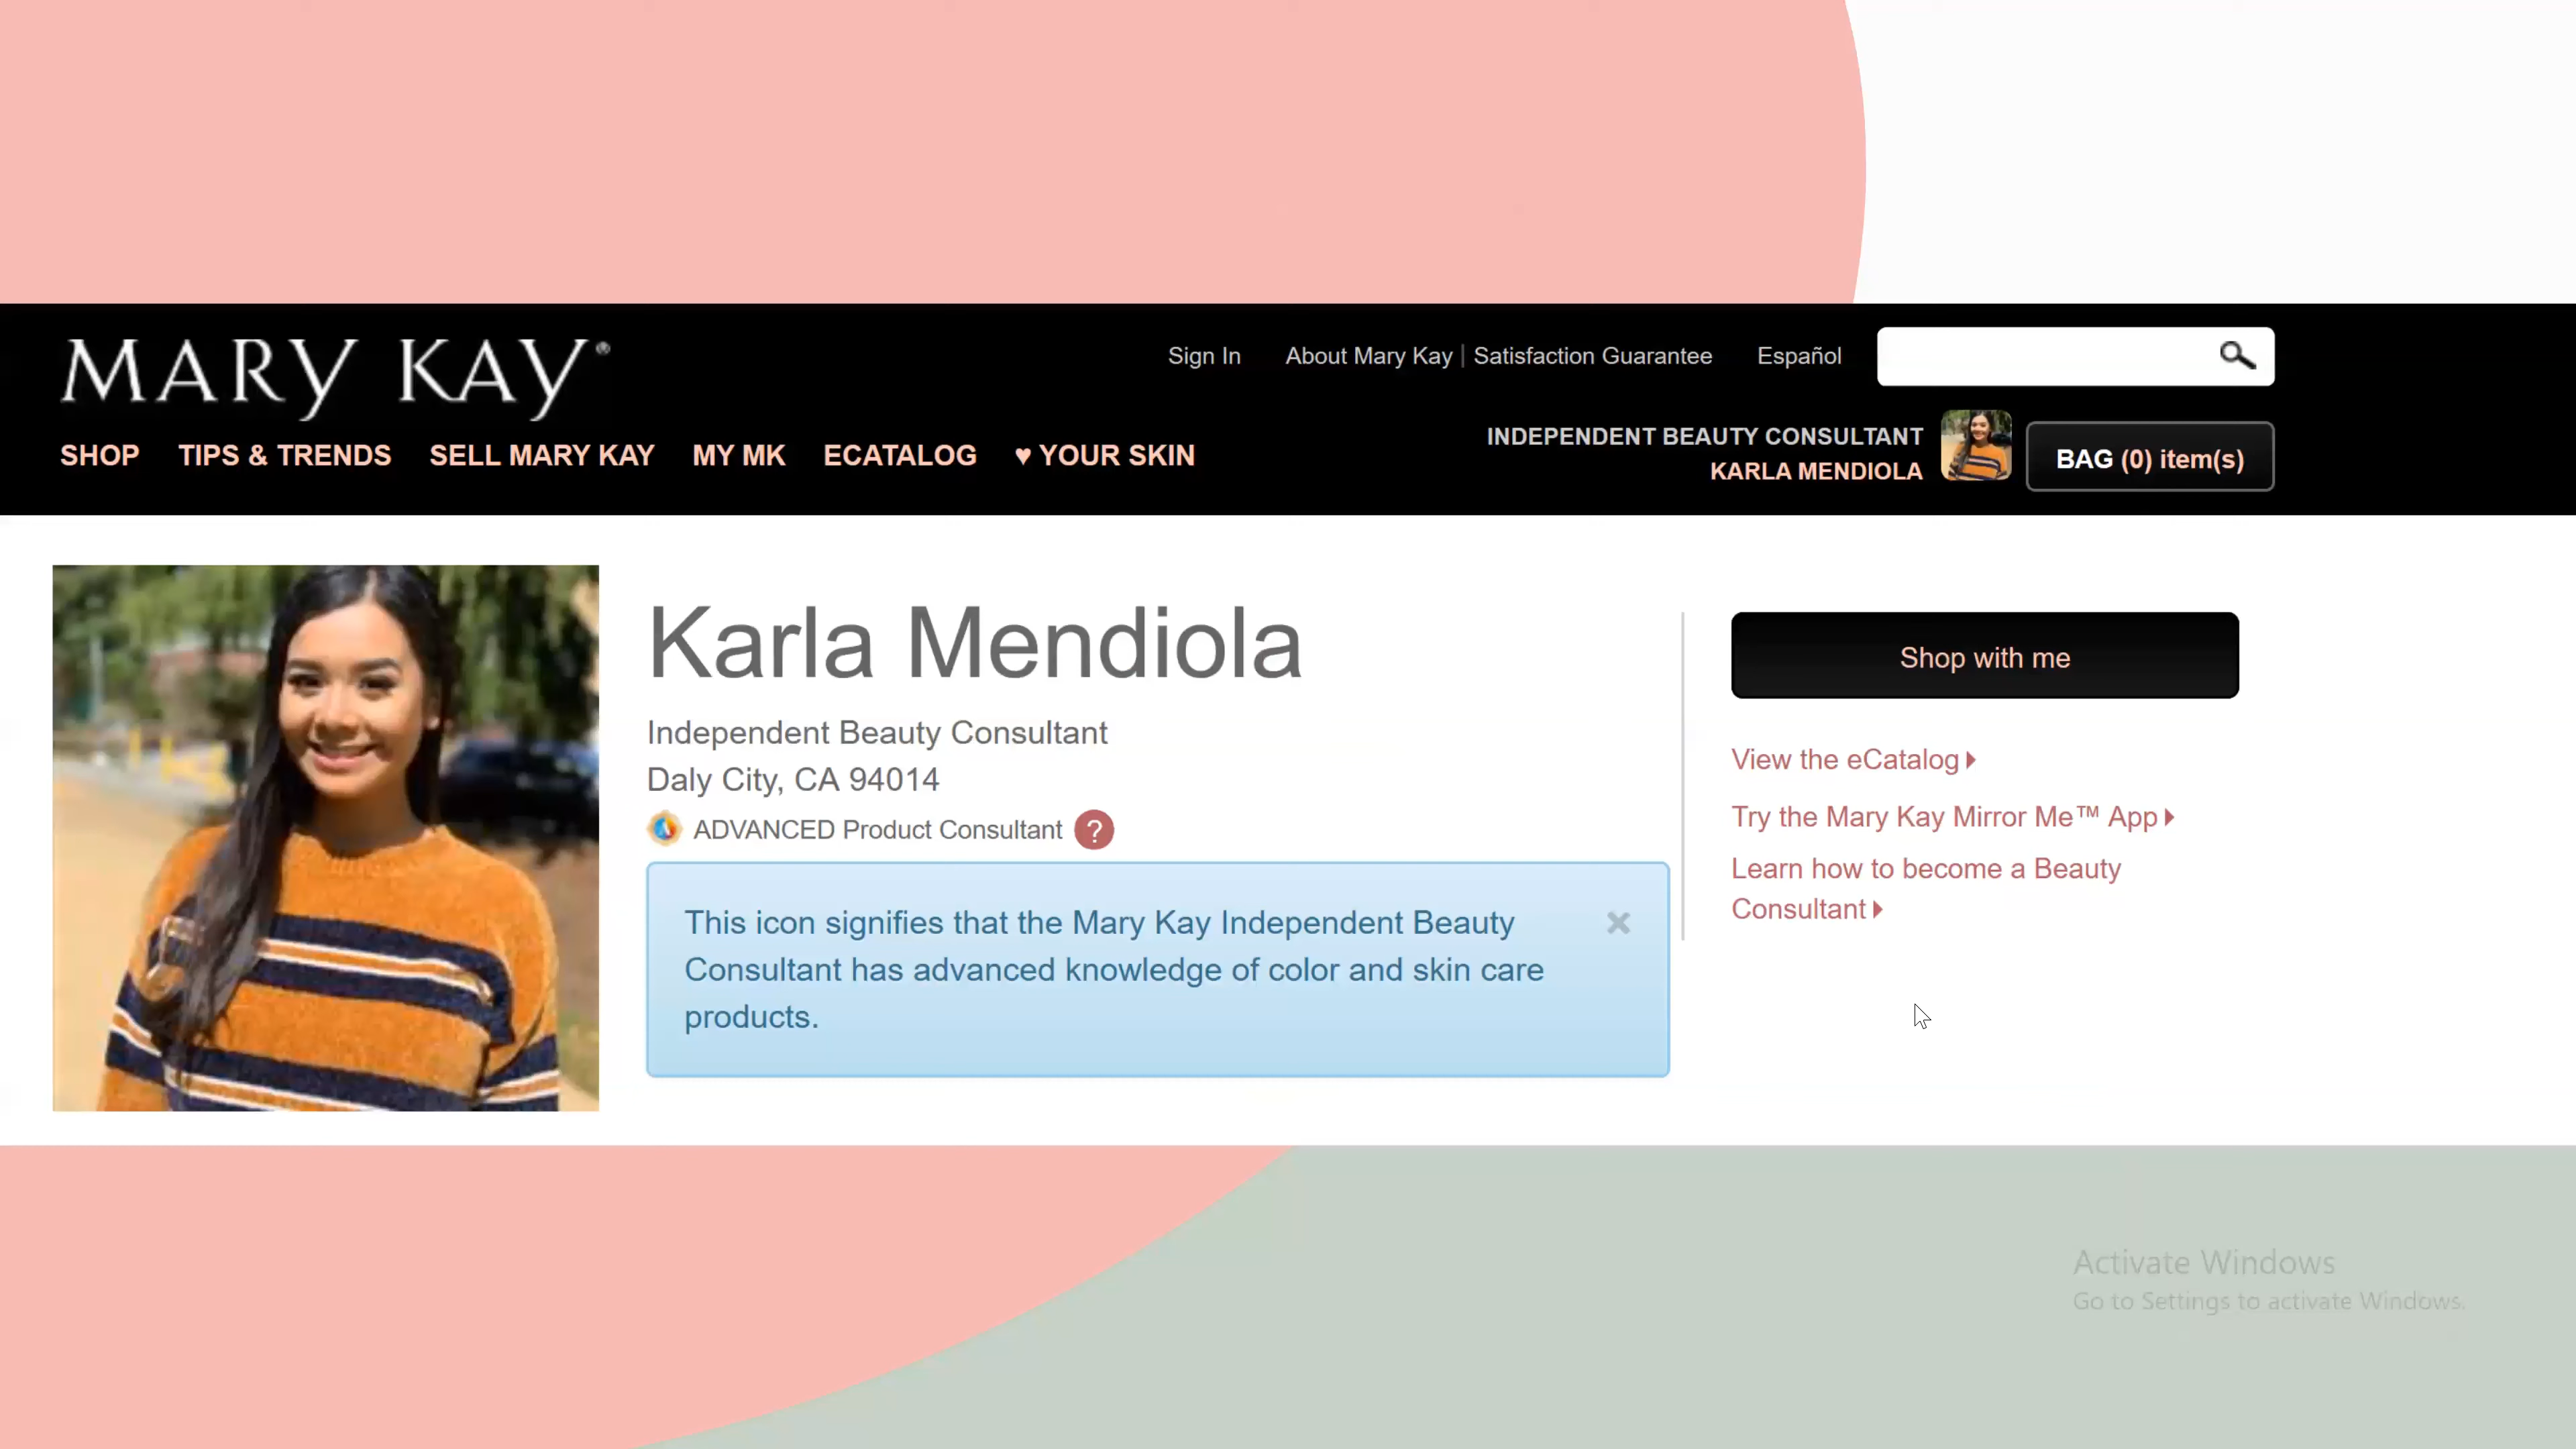 MARY KAY®
Sign In About Mary Kay | Satisfaction Guarantee Español
SHOP TIPS & TRENDS SELL MARY KAY MY MK ECATALOG ♥ YOUR SKIN
INDEPENDENT BEAUTY CONSULTANT
KARLA MENDIOLA
BAG (0) item(s)
Karla Mendiola
Independent Beauty Consultant
Daly City, CA 94014
ADVANCED Product Consultant ?
This icon signifies that the Mary Kay Independent Beauty
Consultant has advanced knowledge of color and skin care
products.
Shop with me
View the eCatalog
Try the Mary Kay Mirror Me™ App
Learn how to become a Beauty
Consultant
Activate Windows
Go to Settings to activate Windows.